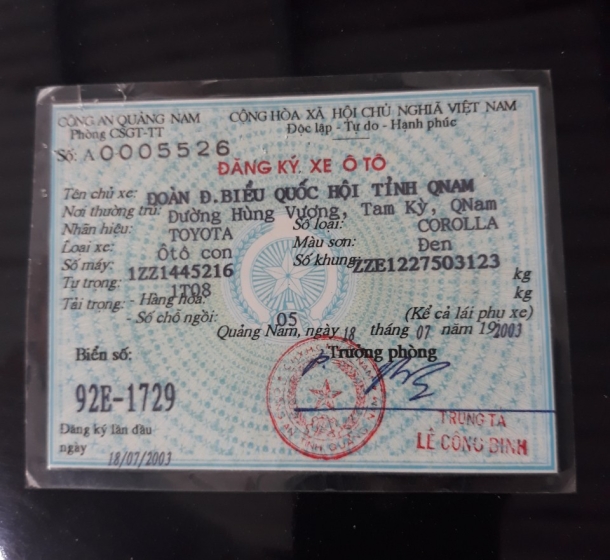 CÔNG AN QUẢNG NAM
Phòng CSGT-TT
CỘNG HÒA XÃ HỘI CHỦ NGHĨA VIỆT NAM
Độc lập - Tự do - Hạnh phúc
Số: A 0005526
ĐĂNG KÝ XE Ô TÔ
Tên chủ xe: ĐOÀN Đ.BIỂU QUỐC HỘI TỈNH QNAM
Nơi thường trú: Đường Hùng Vương, Tam Kỳ, QNam
Nhãn hiệu: TOYOTA Số loại: COROLLA
Loại xe: Ôtô con Màu sơn: Đen
Số máy: 1ZZ1445216 Số khung: ZZE1227503123
Tự trọng: 1T08 kg
Tải trọng: - Hàng hóa: kg
- Số chỗ ngồi: 05 (Kể cả lái phụ xe)
Quảng Nam, ngày 18 tháng 07 năm 192003
Biển số: Trưởng phòng
92E-1729
Đăng ký lần đầu
ngày 18/07/2003
TRUNG TÁ
LÊ CÔNG BÌNH